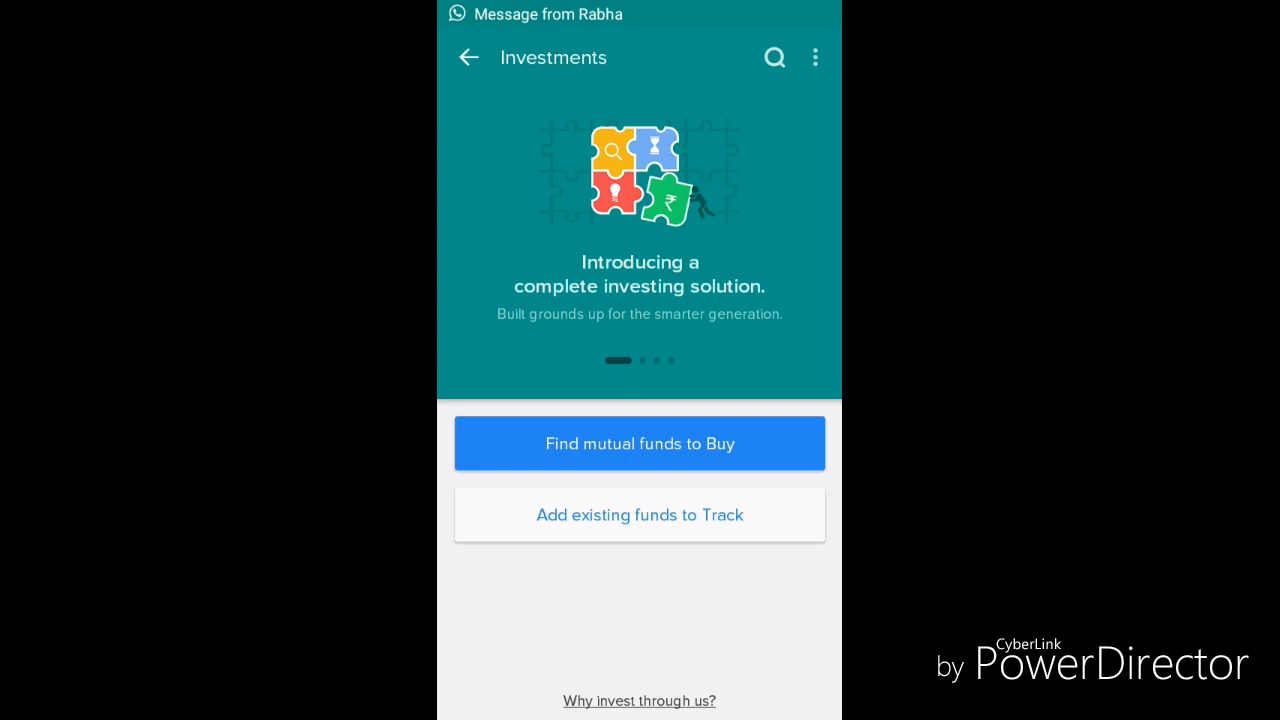 Message from Rabha
Investments
₹
Introducing a
complete investing solution.
Built grounds up for the smarter generation.
Find mutual funds to Buy
Add existing funds to Track
Why invest through us?
CyberLink
by PowerDirector